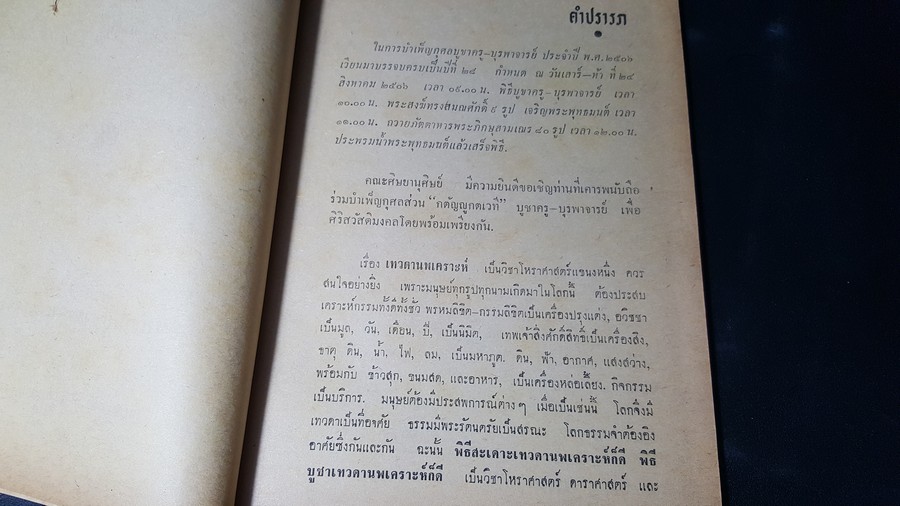 คำปรารภ
ในการบำเพ็ญกุศลบูชาครู–บุรพาจารย์ ประจำปี พ.ศ. ๒๕๐๖
เวียนมาบรรจบครบเป็นปีที่ ๒๘ กำหนด ณ วันเสาร์–ห้า ที่ ๒๔
สิงหาคม ๒๕๐๖ เวลา ๐๙.๐๐ น. พิธีบูชาครู–บุรพาจารย์ เวลา
๑๐.๐๐ น. พระสงฆ์ทรงสมณศักดิ์ ๙ รูป เจริญพระพุทธมนต์ เวลา
๑๑.๐๐ น. ถวายภัตตาหารพระภิกษุสามเณร ๘๐ รูป เวลา ๑๒.๐๐ น.
ประพรมน้ำพระพุทธมนต์แล้วเสร็จพิธี.
คณะศิษยานุศิษย์ มีความยินดีขอเชิญท่านที่เคารพนับถือ
ร่วมบำเพ็ญกุศลส่วน “กตัญญูกตเวที” บูชาครู–บุรพาจารย์ เพื่อ
ศิริสวัสดิมงคลโดยพร้อมเพรียงกัน.
เรื่อง เทวดานพเคราะห์ เป็นวิชาโหราศาสตร์แขนงหนึ่ง ควร
สนใจอย่างยิ่ง เพราะมนุษย์ทุกรูปทุกนามเกิดมาในโลกนี้ ต้องประสบ
เคราะห์กรรมทั้งดีทั้งชั่ว พรหมลิขิต–กรรมลิขิตเป็นเครื่องปรุงแต่ง, อวิชชา
เป็นมูล, วัน, เดือน, ปี, เป็นนิมิต, เทพเจ้าสิ่งศักดิ์สิทธิ์เป็นเครื่องสิง,
ธาตุ ดิน, น้ำ, ไฟ, ลม, เป็นมหาภูต. ดิน, ฟ้า, อากาศ, แสงสว่าง,
พร้อมกับ ข้าวสุก, ขนมสด, และอาหาร, เป็นเครื่องหล่อเลี้ยง. กิจกรรม
เป็นบริการ. มนุษย์ต้องมีประสพการณ์ต่าง ๆ เมื่อเป็นเช่นนี้ โลกจึงมี
เทวดาเป็นที่อาศัย ธรรมมีพระรัตนตรัยเป็นสรณะ โลกธรรมจำต้องอิง
อาศัยซึ่งกันและกัน ฉะนั้น พิธีสะเดาะเทวดานพเคราะห์ก็ดี พิธี
บูชาเทวดานพเคราะห์ก็ดี เป็นวิชาโหราศาสตร์ ดาราศาสตร์ และ